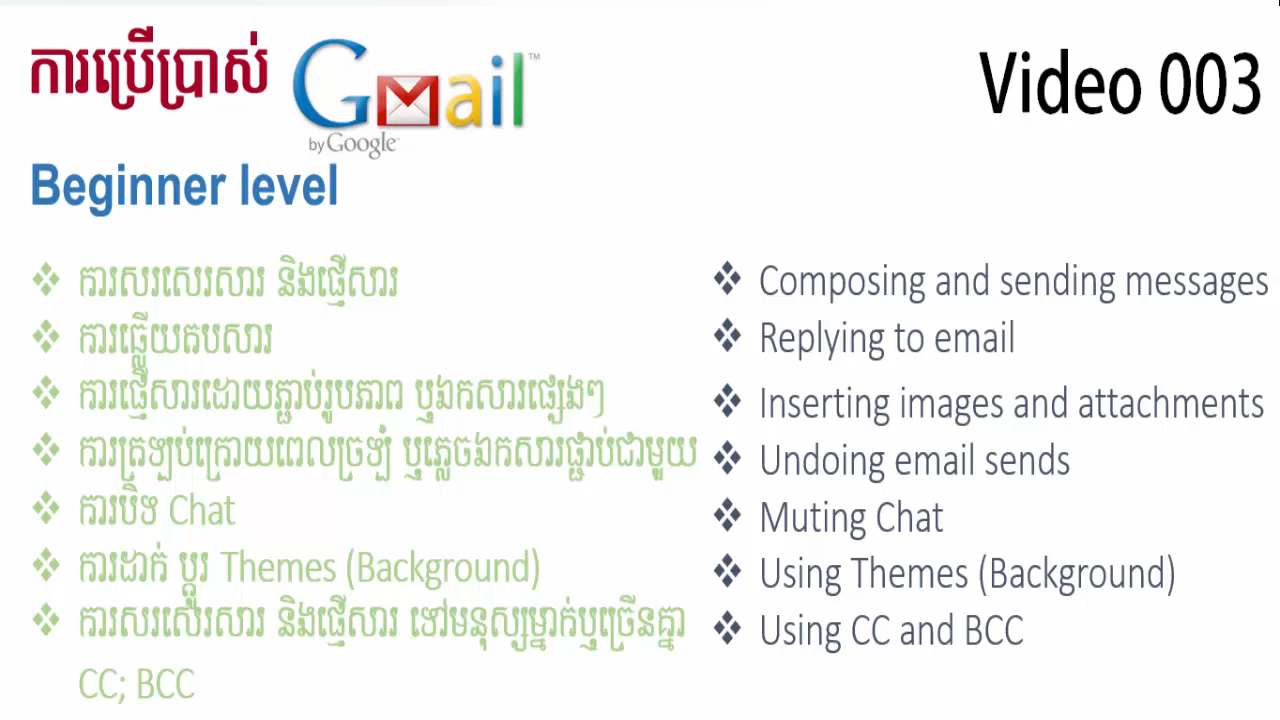 ការប្រើប្រាស់ Gmail™ Video 003
by Google™
Beginner level
❖ ការសរសេរសារ និងផ្ញើសារ
❖ ការឆ្លើយតបសារ
❖ ការផ្ញើសារដោយភ្ជាប់រូបភាព ឬឯកសារផ្សេងៗ
❖ ការត្រឡប់ក្រោយពេលច្រឡំ ឬភ្លេចឯកសារផ្ជាប់ជាមួយ
❖ ការបិទ Chat
❖ ការដាក់ ប្តូរ Themes (Background)
❖ ការសរសេរសារ និងផ្ញើសារ ទៅមនុស្សម្នាក់ឬច្រើនគ្នា
CC; BCC
❖ Composing and sending messages
❖ Replying to email
❖ Inserting images and attachments
❖ Undoing email sends
❖ Muting Chat
❖ Using Themes (Background)
❖ Using CC and BCC